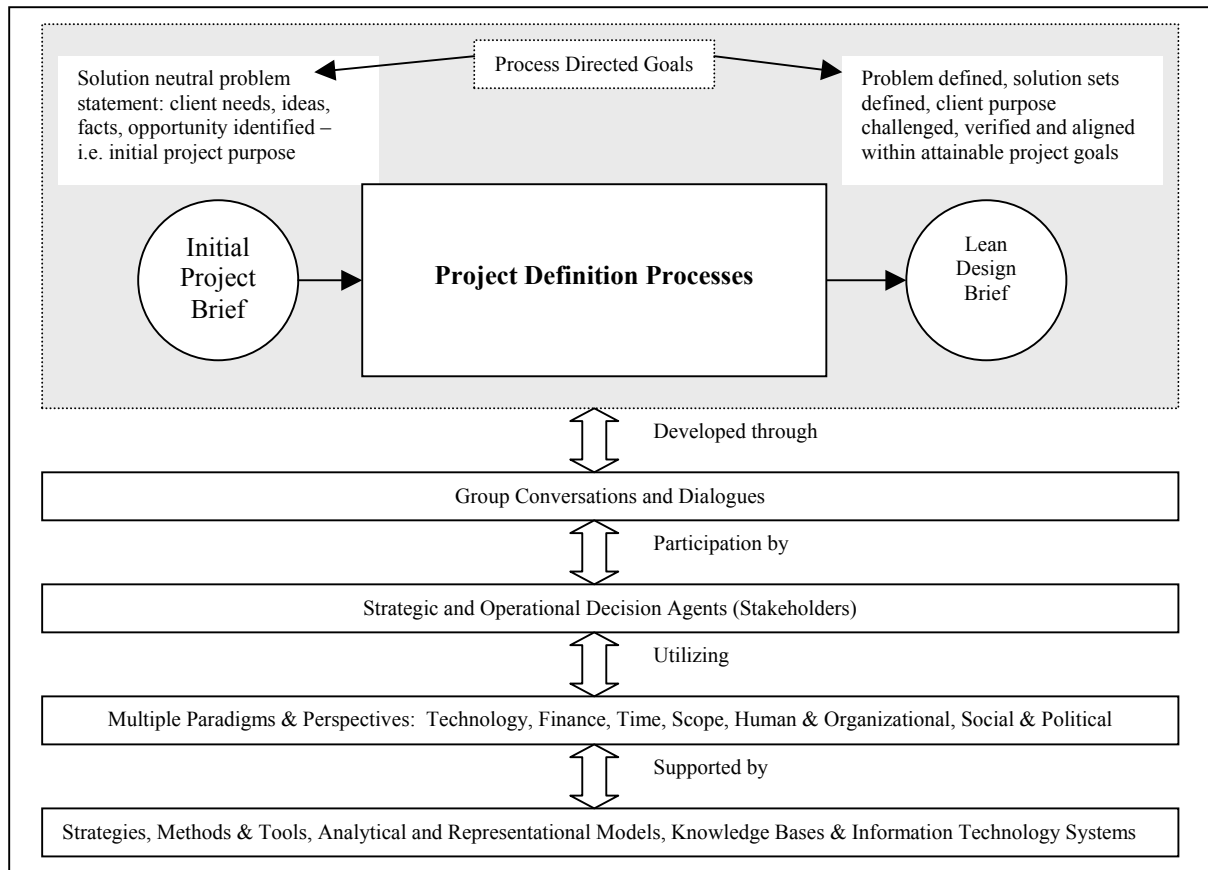 Process Directed Goals
Solution neutral problem
statement: client needs, ideas,
facts, opportunity identified –
i.e. initial project purpose
Problem defined, solution sets
defined, client purpose
challenged, verified and aligned
within attainable project goals
Initial
Project
Brief
Project Definition Processes
Lean
Design
Brief
Developed through
Group Conversations and Dialogues
Participation by
Strategic and Operational Decision Agents (Stakeholders)
Utilizing
Multiple Paradigms & Perspectives:  Technology, Finance, Time, Scope, Human & Organizational, Social & Political
Supported by
Strategies, Methods & Tools, Analytical and Representational Models, Knowledge Bases & Information Technology Systems